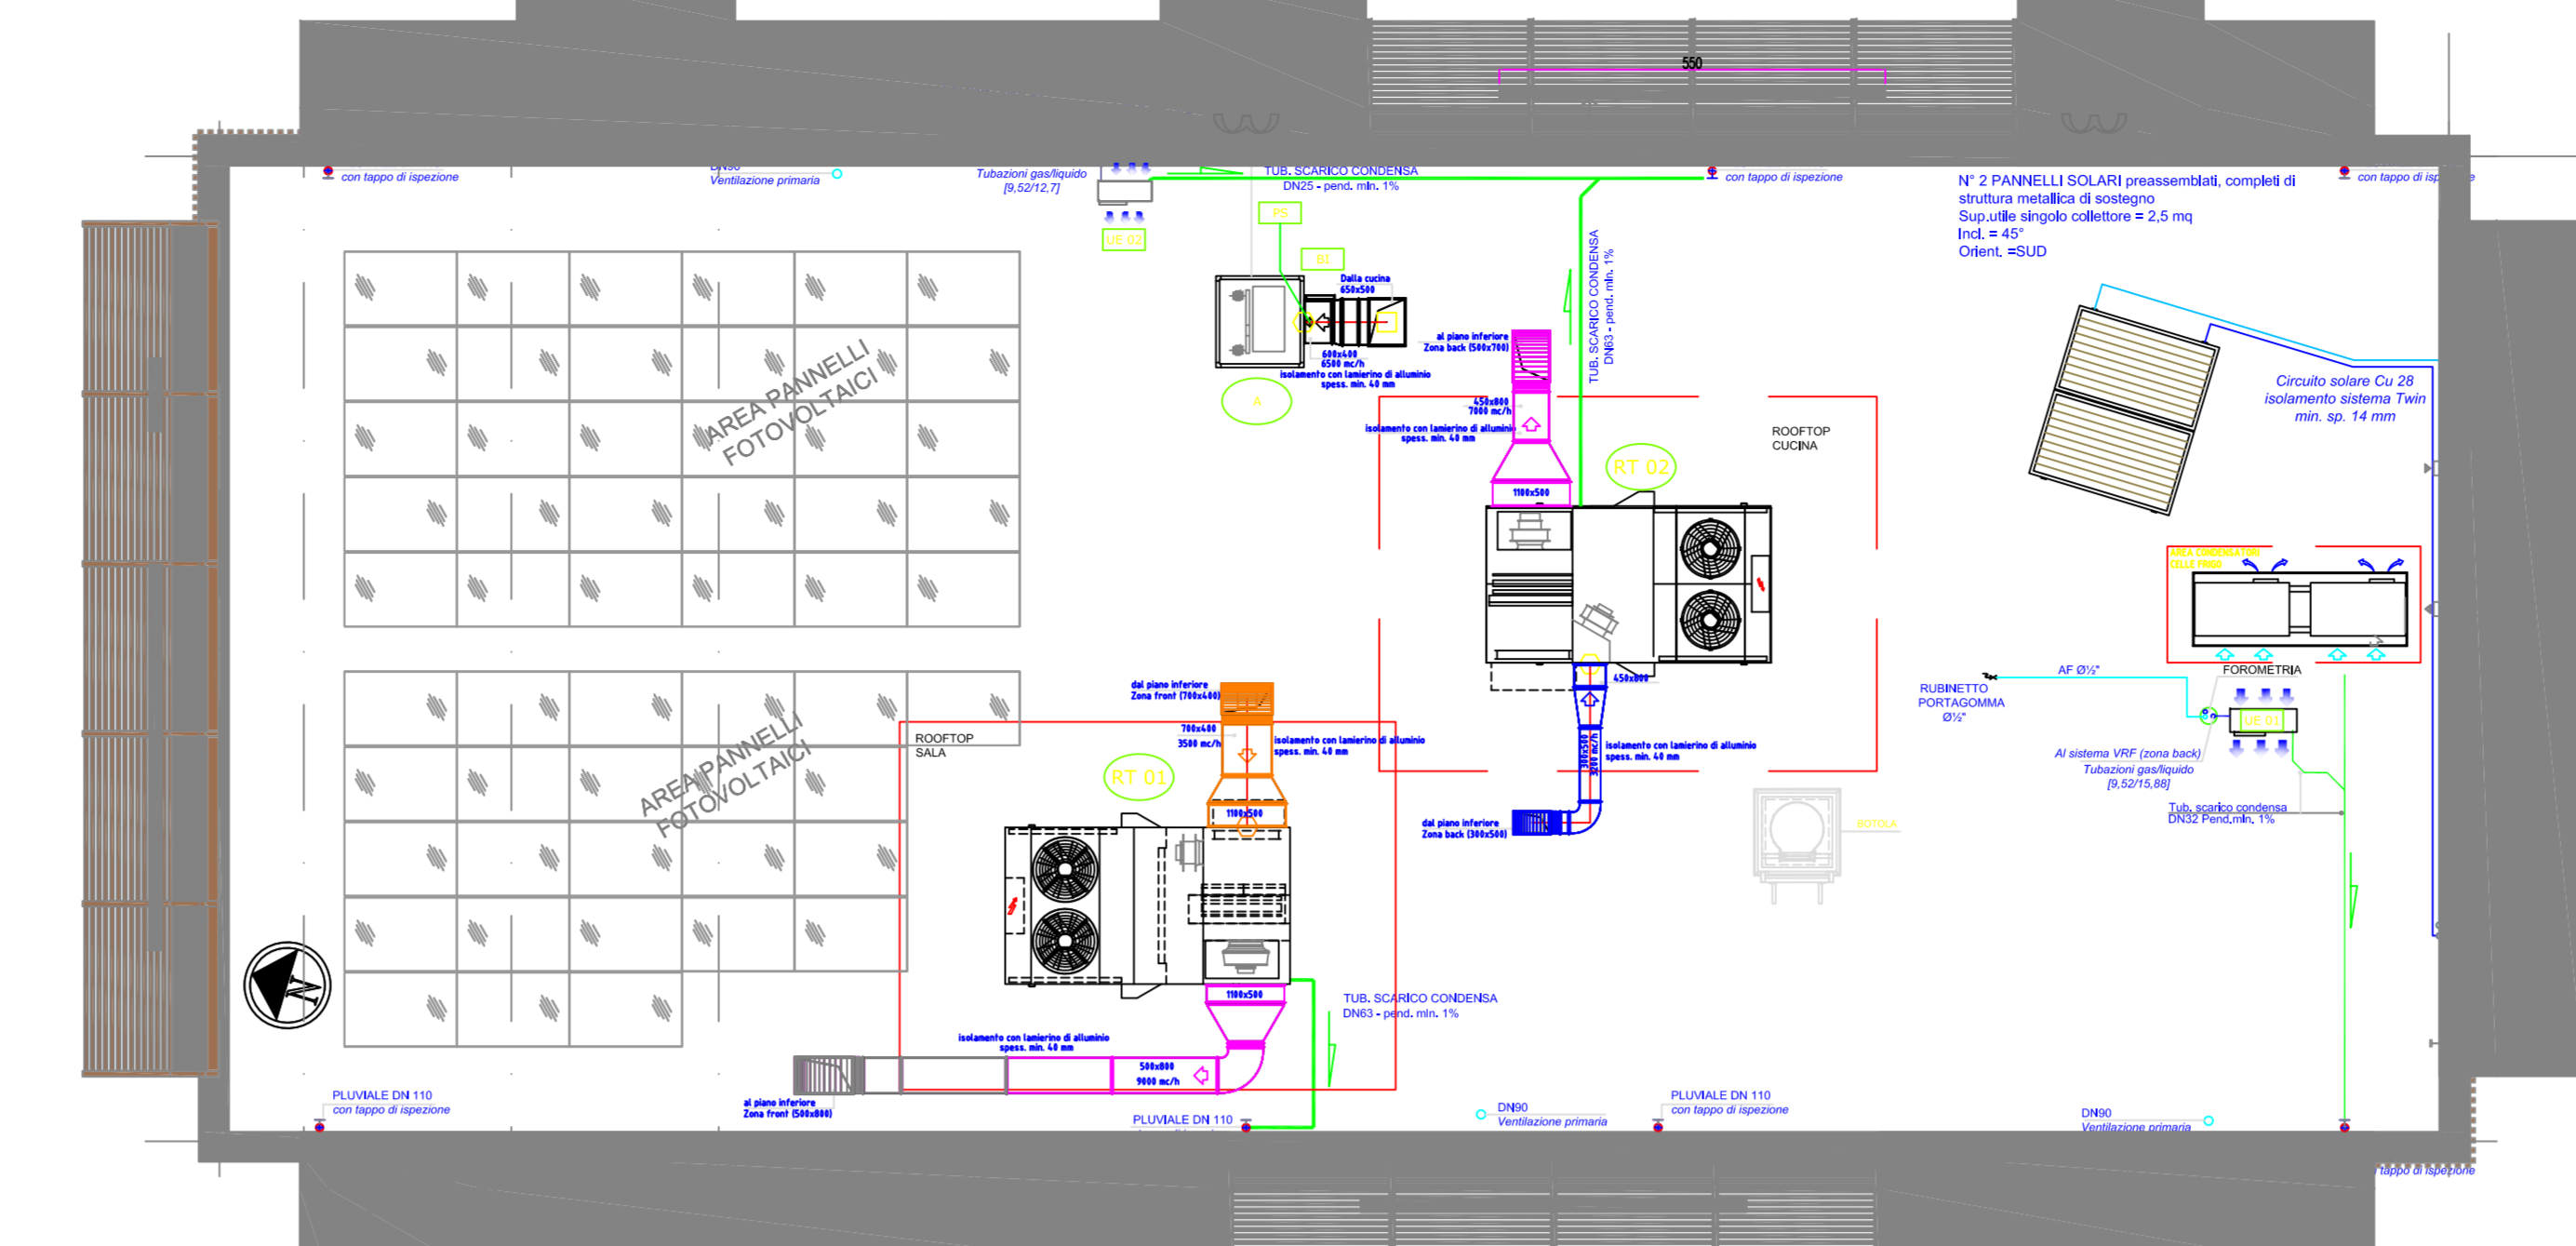 550
con tappo di ispezione
DN90
Ventilazione primaria
Tubazioni gas/liquido
[9,52/12,7]
UE 02
TUB. SCARICO CONDENSA
DN25 - pend. min. 1%
PS
BI
con tappo di ispezione
N° 2 PANNELLI SOLARI preassemblati, completi di
struttura metallica di sostegno
Sup.utile singolo collettore = 2,5 mq
Incl. = 45°
Orient. =SUD
Dalla cucina
650x500
600x400
6500 mc/h
isolamento con lamierino di alluminio
spess. min. 40 mm
A
al piano inferiore
Zona back (500x700)
TUB. SCARICO CONDENSA
DN63 - pend. min. 1%
450x800
7000 mc/h
isolamento con lamierino di alluminio
spess. min. 40 mm
1100x500
RT 02
ROOFTOP
CUCINA
Circuito solare Cu 28
isolamento sistema Twin
min. sp. 14 mm
AREA PANNELLI
FOTOVOLTAICI
AREA CONDENSATORI
CELLE FRIGO
FOROMETRIA
AF Ø½"
RUBINETTO
PORTAGOMMA
Ø½"
UE 01
Al sistema VRF (zona back)
Tubazioni gas/liquido
[9,52/15,88]
Tub. scarico condensa
DN32 Pend.min. 1%
450x800
300x500
3200 mc/h
isolamento con lamierino di alluminio
spess. min. 40 mm
dal piano inferiore
Zona back (300x500)
BOTOLA
dal piano inferiore
Zona front (700x400)
700x400
3500 mc/h
isolamento con lamierino di alluminio
spess. min. 40 mm
ROOFTOP
SALA
RT 01
1100x500
AREA PANNELLI
FOTOVOLTAICI
N
1100x500
TUB. SCARICO CONDENSA
DN63 - pend. min. 1%
isolamento con lamierino di alluminio
spess. min. 40 mm
500x800
9000 mc/h
al piano inferiore
Zona front (500x800)
PLUVIALE DN 110
con tappo di ispezione
PLUVIALE DN 110
DN90
Ventilazione primaria
PLUVIALE DN 110
con tappo di ispezione
DN90
Ventilazione primaria
tappo di ispezione